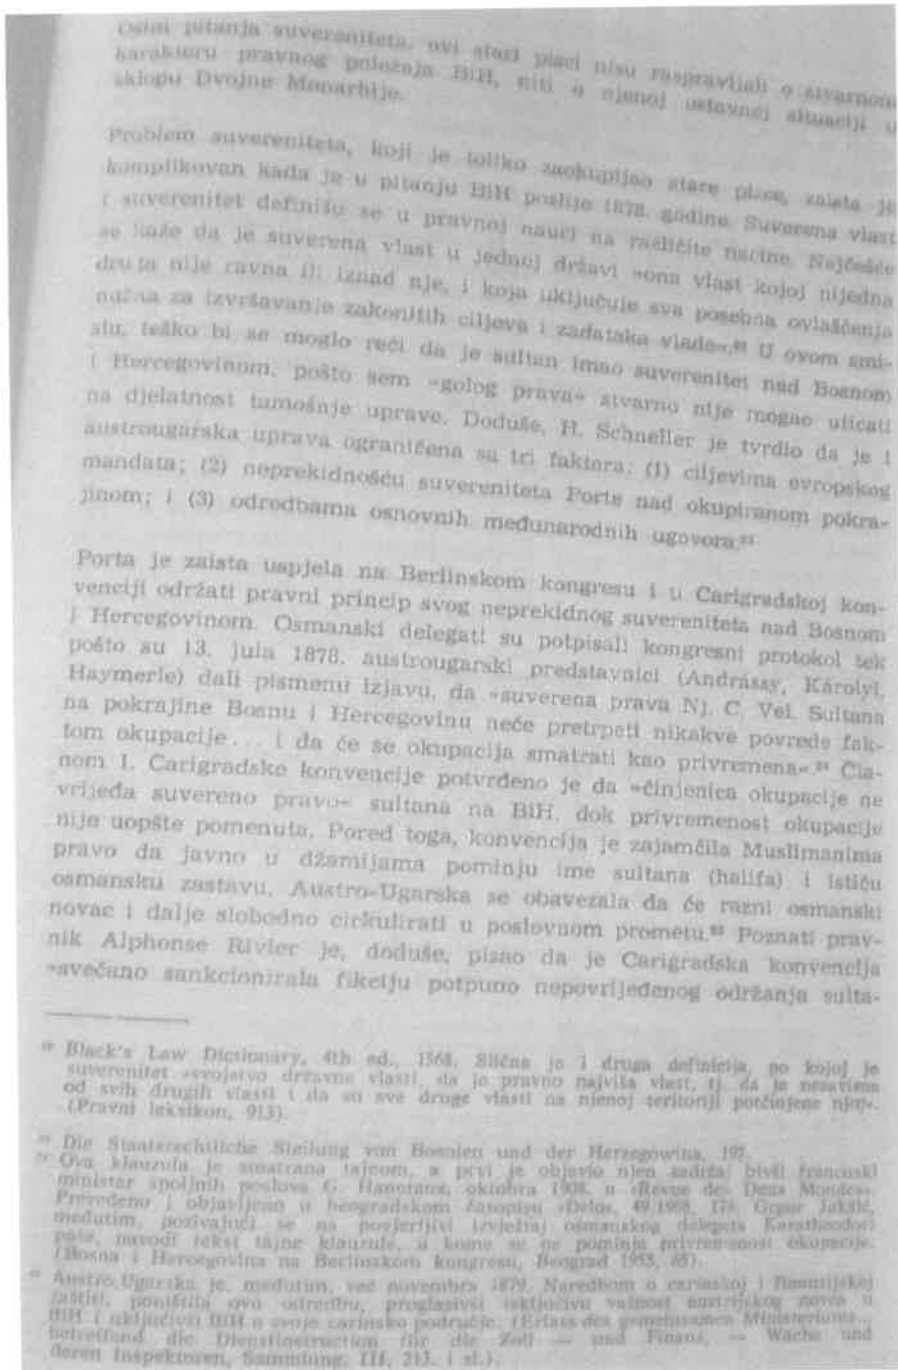 Osim pitanja suvereniteta, ovi stari pisci nisu raspravljali o stvarnom
karakteru pravnog položaja BiH, niti o njenoj ustavnoj situaciji u
sklopu Dvojne Monarhije.
Problem suvereniteta, koji je toliko zaokupljao stare pisce, zaista je
komplikovan kada je u pitanju BiH poslije 1878. godine. Suverena vlast
i suverenitet definišu se u pravnoj nauci na različite načine. Najčešće
se kaže da je suverena vlast u jednoj državi »ona vlast kojoj nijedna
druga nije ravna ili iznad nje, i koja uključuje sva posebna ovlašćenja
nužna za izvršavanje zakonitih ciljeva i zadataka vlade«. U ovom smi-
slu, teško bi se moglo reći da je sultan imao suverenitet nad Bosnom
i Hercegovinom, pošto sem »golog prava« stvarno nije mogao uticati
na djelatnost tamošnje uprave. Doduše, H. Schneller je tvrdio da je i
austrougarska uprava ograničena sa tri faktora: (1) ciljevima evropskog
mandata; (2) neprekidnošću suvereniteta Porte nad okupiranom pokra-
jinom; i (3) odredbama osnovnih međunarodnih ugovora.²³
Porta je zaista uspjela na Berlinskom kongresu i u Carigradskoj kon-
venciji održati pravni princip svog neprekidnog suvereniteta nad Bosnom
i Hercegovinom. Osmanski delegati su potpisali kongresni protokol tek
pošto su 13. jula 1878. austrougarski predstavnici (Andrássy, Károlyi,
Haymerle) dali pismenu izjavu, da »suverena prava Nj. C. Vel. Sultana
na pokrajine Bosnu i Hercegovinu neće pretrpeti nikakve povrede fak-
tom okupacije... i da će se okupacija smatrati kao privremena«.²⁴ Čla-
nom I. Carigradske konvencije potvrđeno je da »činjenica okupacije ne
vrijeđa suvereno pravo« sultana na BiH, dok privremenost okupacije
nije uopšte pomenuta. Pored toga, konvencija je zajamčila Muslimanima
pravo da javno u džamijama pominju ime sultana (halifa) i ističu
osmansku zastavu. Austro-Ugarska se obavezala da će razni osmanski
novac i dalje slobodno cirkulirati u poslovnom prometu.²⁵ Poznati prav-
nik Alphonse Rivier je, doduše, pisao da je Carigradska konvencija
»svečano sankcionirala fikciju potpuno nepovrijeđenog održanja sulta-
Black's Law Dictionary, 4th ed., 1568. Slična je i druga definicija, po kojoj je
suverenitet »svojstvo državne vlasti, da je pravno najviša vlast, tj. da je nezavisna
od svih drugih vlasti i da su sve druge vlasti na njenoj teritoriji potčinjene njoj«.
(Pravni leksikon, 913).
²³ Die Staatsrechtliche Stellung von Bosnien und der Herzegowina, 197.
²⁴ Ova klauzula je smatrana tajnom, a prvi je objavio njen sadržaj bivši francuski
ministar spoljnih poslova G. Hanotaux, oktobra 1908. u »Revue des Deux Mondes«.
Prevedeno i objavljeno u beogradskom časopisu »Delo«, 49/1908, Grgur Jakšić,
međutim, pozivajući se na povjerljivi izvještaj osmanskog delegata Karatheodori
paše, navodi tekst tajne klauzule, u kome se ne pominje privremenost okupacije.
(Bosna i Hercegovina na Berlinskom kongresu, Beograd 1955,
²⁵ Austro-Ugarska je, međutim, već novembra 1879. Naredbom o carinskoj i finansijskoj
zaštiti, poništila ovu odredbu, proglasivši isključivu važnost austrijskog novca u
BiH i uključivši BiH u svoje carinsko područje. (Erlass des gemeinsamen Ministeriums...
betreffend die Dienstinstruction für die Zoll — und Finanz, — Wache und
deren Inspektoren, Sammlung, III, 213. i sl.).